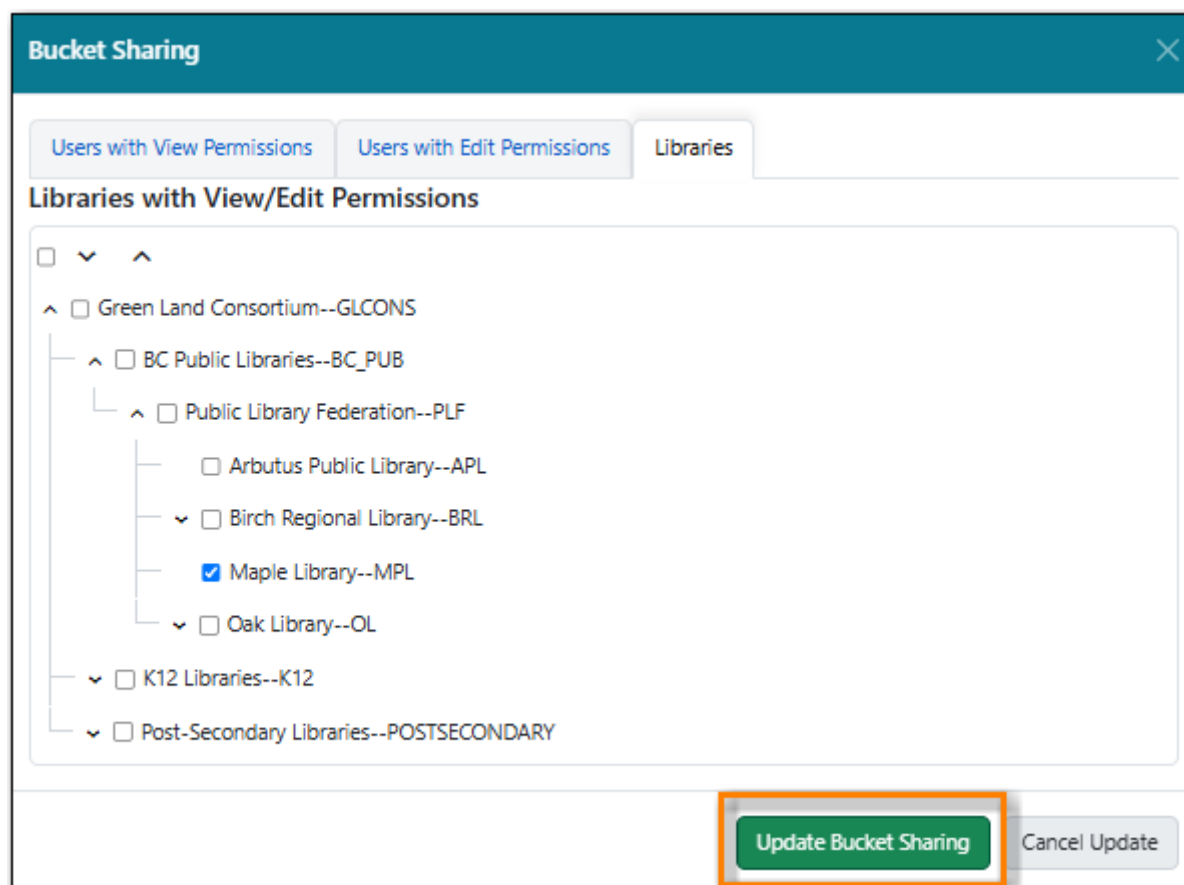 Bucket Sharing
Users with View Permissions Users with Edit Permissions Libraries
Libraries with View/Edit Permissions
Green Land Consortium--GLCONS
BC Public Libraries--BC_PUB
Public Library Federation--PLF
Arbutus Public Library--APL
Birch Regional Library--BRL
Maple Library--MPL
Oak Library--OL
K12 Libraries--K12
Post-Secondary Libraries--POSTSECONDARY
Update Bucket Sharing Cancel Update